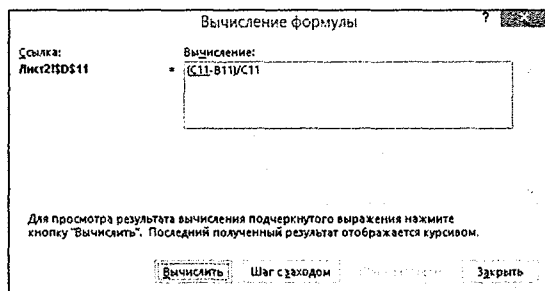 Вычисление формулы ?
Ссылка: Вычисление:
Лист2!$D$11 = (C11-B11)/C11
Для просмотра результата вычисления подчеркнутого выражения нажмите
кнопку "Вычислить". Последний полученный результат отображается курсивом.
Вычислить Шаг с заходом Закрыть